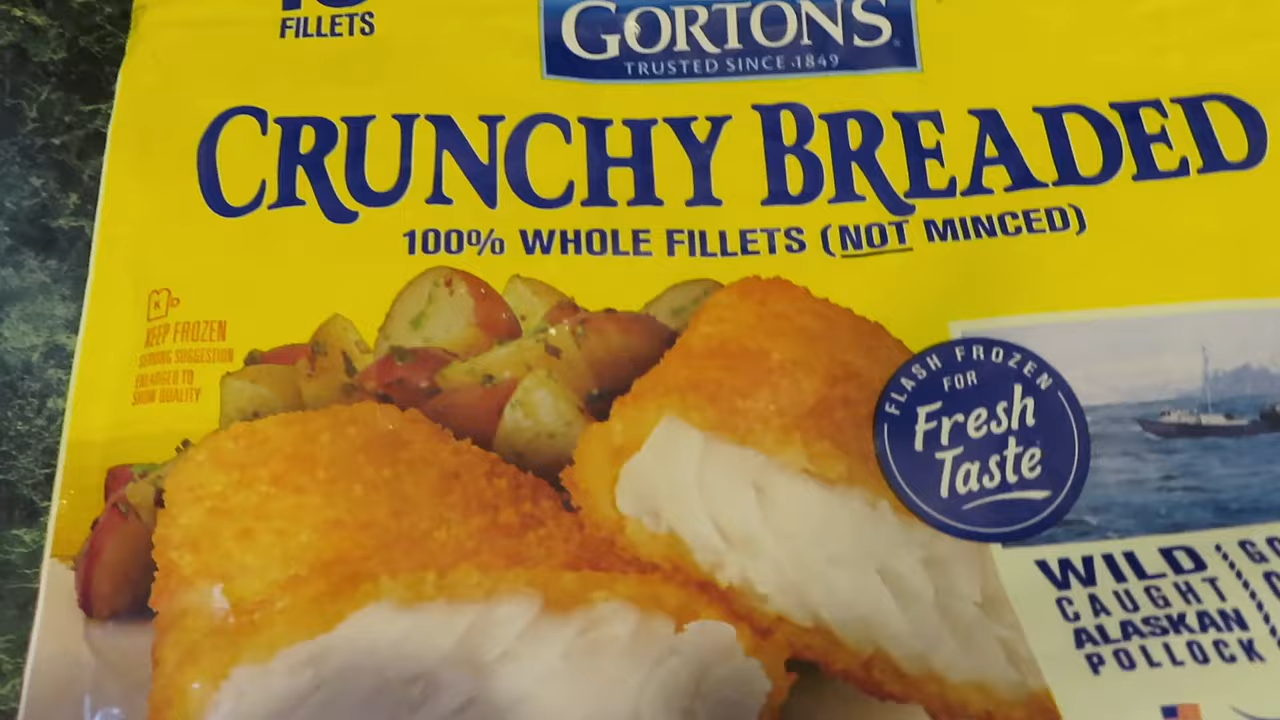 FILLETS
GORTON'S
TRUSTED SINCE 1849
CRUNCHY BREADED
100% WHOLE FILLETS (NOT MINCED)
K
KEEP FROZEN
SERVING SUGGESTION
ENLARGED TO
SHOW QUALITY
FLASH FROZEN
FOR
Fresh
Taste
WILD
CAUGHT
ALASKAN
POLLOCK